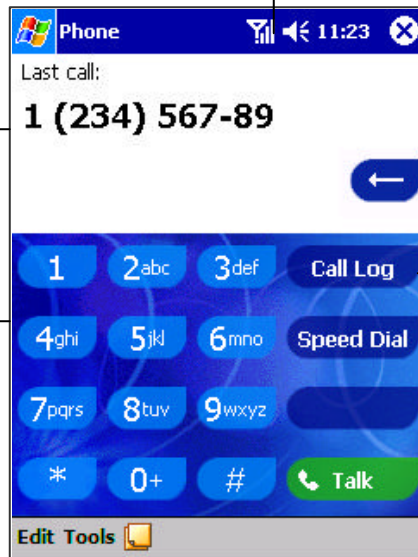 Phone 11:23
Last call:
1 (234) 567-89
1 2abc 3def Call Log
4ghi 5jkl 6mno Speed Dial
7pqrs 8tuv 9wxyz
* 0+ # Talk
Edit Tools